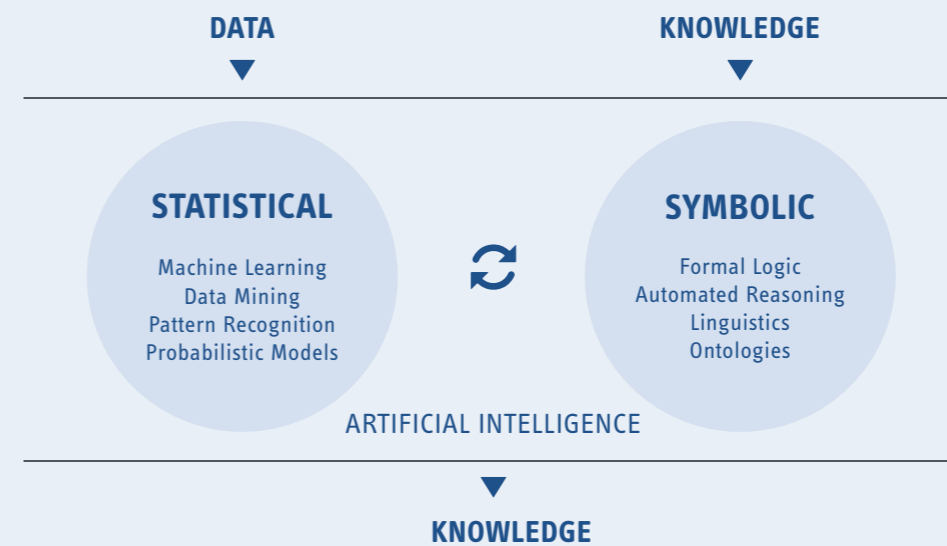 DATA
KNOWLEDGE
STATISTICAL
Machine Learning
Data Mining
Pattern Recognition
Probabilistic Models
SYMBOLIC
Formal Logic
Automated Reasoning
Linguistics
Ontologies
ARTIFICIAL INTELLIGENCE
KNOWLEDGE